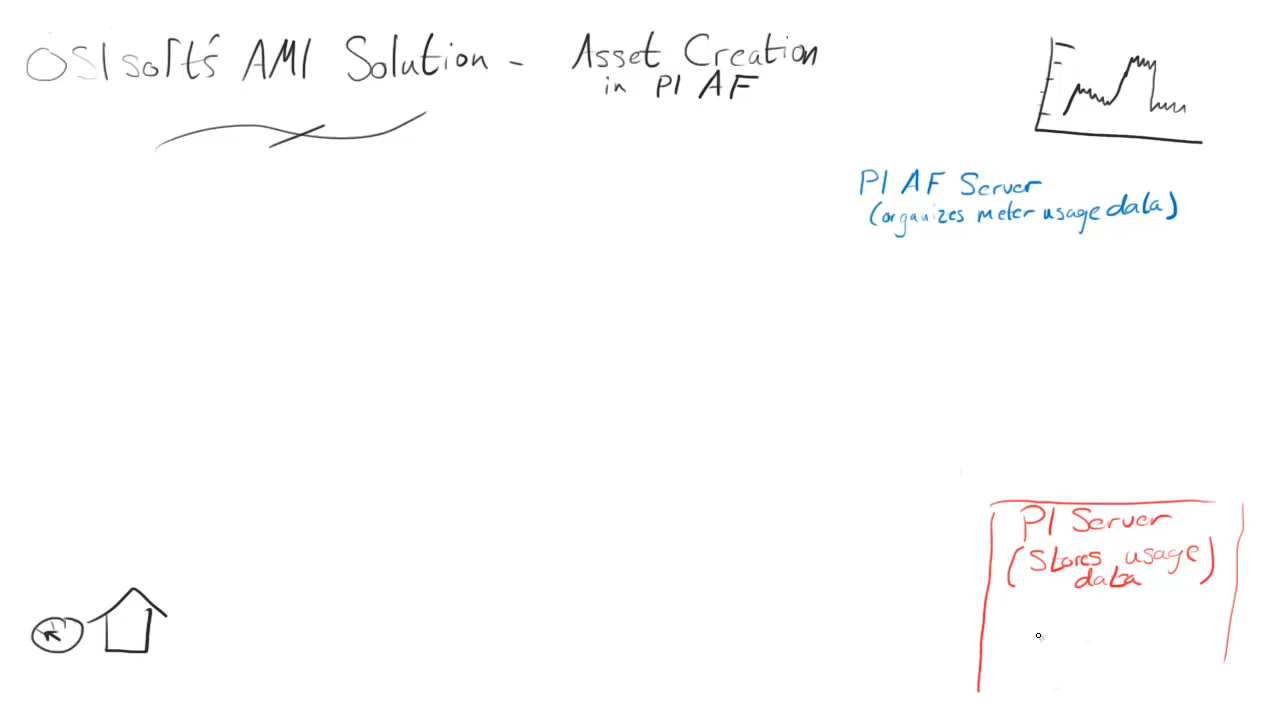 OSIsoft's AMI Solution - Asset Creation
in PI AF
PI AF Server
(organizes meter usage data)
PI Server
(Stores usage)
data